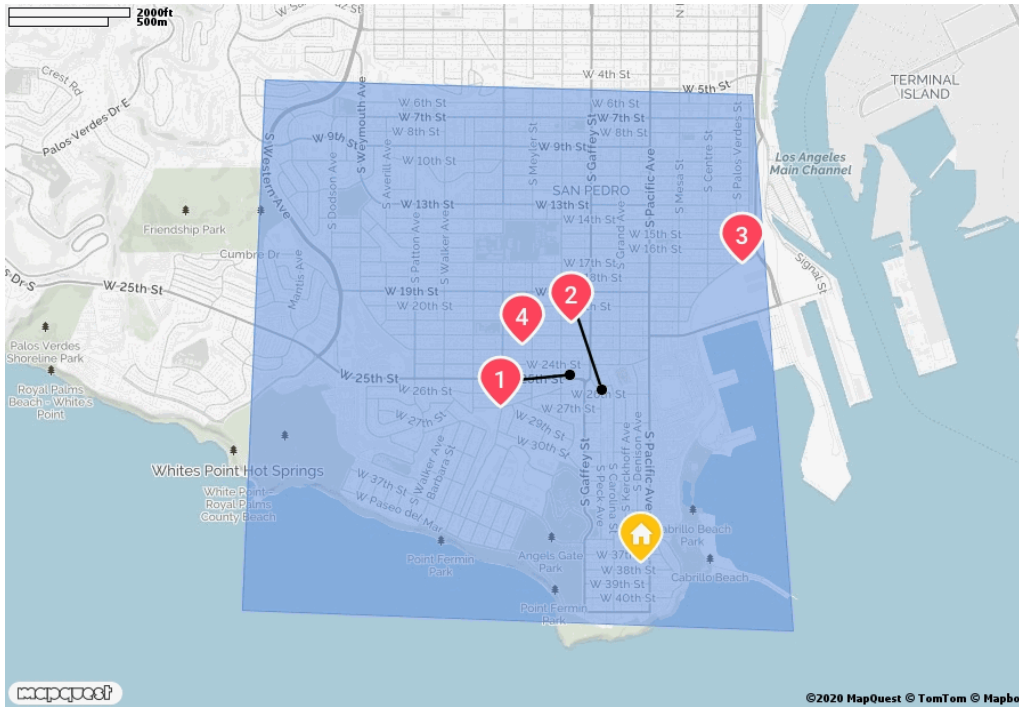 2000ft
500m
W 4th St
W 5th St
Crest Rd
Palos Verdes Dr E
TERMINAL
ISLAND
W 6th St
W 6th St
W 7th St
W 7th St
W 8th St
W 8th St
W 9th St
W 9th St
W 10th St
S Weymouth Ave
S Western Ave
S Dodson Ave
S Averill Ave
S Meyler St
S Gaffey St
S Pacific Ave
S Mesa St
S Centre St
S Palos Verdes St
Los Angeles
Main Channel
SAN PEDRO
W 13th St
W 13th St
W 14th St
W 15th St
W 16th St
W 17th St
18th St
S Patton Ave
S Walker Ave
S Grand Ave
Friendship Park
Cumbre Dr
Mantis Ave
Signal St
3
2
4
1
W 25th St
W 19th St
W 20th St
Palos Verdes
Shoreline Park
Royal Palms
Beach - White's
Point
W 24th St
W 25th St
W 26th St
W 27th St
W 27th St
W 29th St
W 30th St
Whites Point Hot Springs
White Point–
Royal Palms
County Beach
W 37th St
S Walker Ave
Barbara St
W Paseo del Mar
S Gaffey St
S Peck Ave
S Carolina St
S Kerckhoff Ave
S Denison Ave
S Pacific Ave
Point Fermin
Park
Angels Gate
Park
Cabrillo Beach
Park
Cabrillo Beach
W 37th
W 38th St
W 39th St
W 40th St
Point Fermin
Park
mapquest
©2020 MapQuest © TomTom © Mapbo